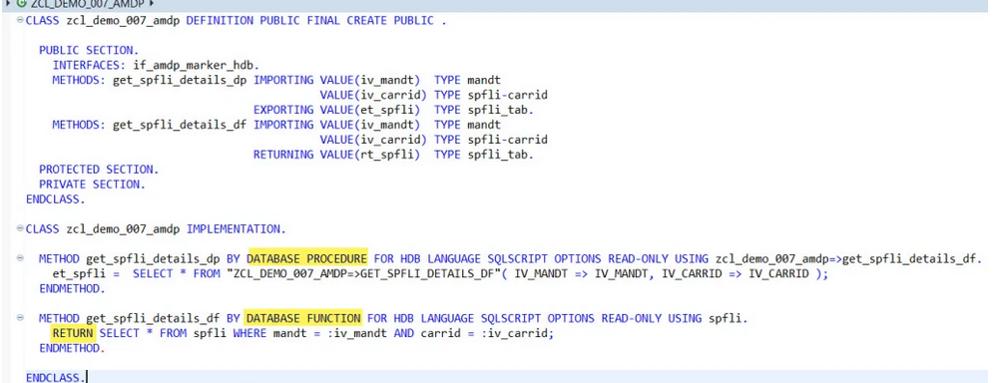 ZCL_DEMO_007_AMDP
CLASS zcl_demo_007_amdp DEFINITION PUBLIC FINAL CREATE PUBLIC .
PUBLIC SECTION.
INTERFACES: if_amdp_marker_hdb.
METHODS: get_spfli_details_dp IMPORTING VALUE(iv_mandt) TYPE mandt
VALUE(iv_carrid) TYPE spfli-carrid
EXPORTING VALUE(et_spfli) TYPE spfli_tab.
METHODS: get_spfli_details_df IMPORTING VALUE(iv_mandt) TYPE mandt
VALUE(iv_carrid) TYPE spfli-carrid
RETURNING VALUE(rt_spfli) TYPE spfli_tab.
PROTECTED SECTION.
PRIVATE SECTION.
ENDCLASS.
CLASS zcl_demo_007_amdp IMPLEMENTATION.
METHOD get_spfli_details_dp BY DATABASE PROCEDURE FOR HDB LANGUAGE SQLSCRIPT OPTIONS READ-ONLY USING zcl_demo_007_amdp=>get_spfli_details_df.
et_spfli = SELECT * FROM "ZCL_DEMO_007_AMDP=>GET_SPFLI_DETAILS_DF"( IV_MANDT => IV_MANDT, IV_CARRID => IV_CARRID );
ENDMETHOD.
METHOD get_spfli_details_df BY DATABASE FUNCTION FOR HDB LANGUAGE SQLSCRIPT OPTIONS READ-ONLY USING spfli.
RETURN SELECT * FROM spfli WHERE mandt = :iv_mandt AND carrid = :iv_carrid;
ENDMETHOD.
ENDCLASS.